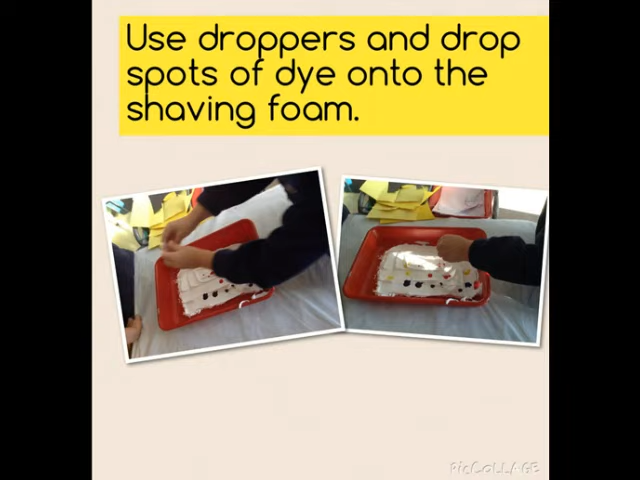 Use droppers and drop
spots of dye onto the
shaving foam.
PicCOLLAGE